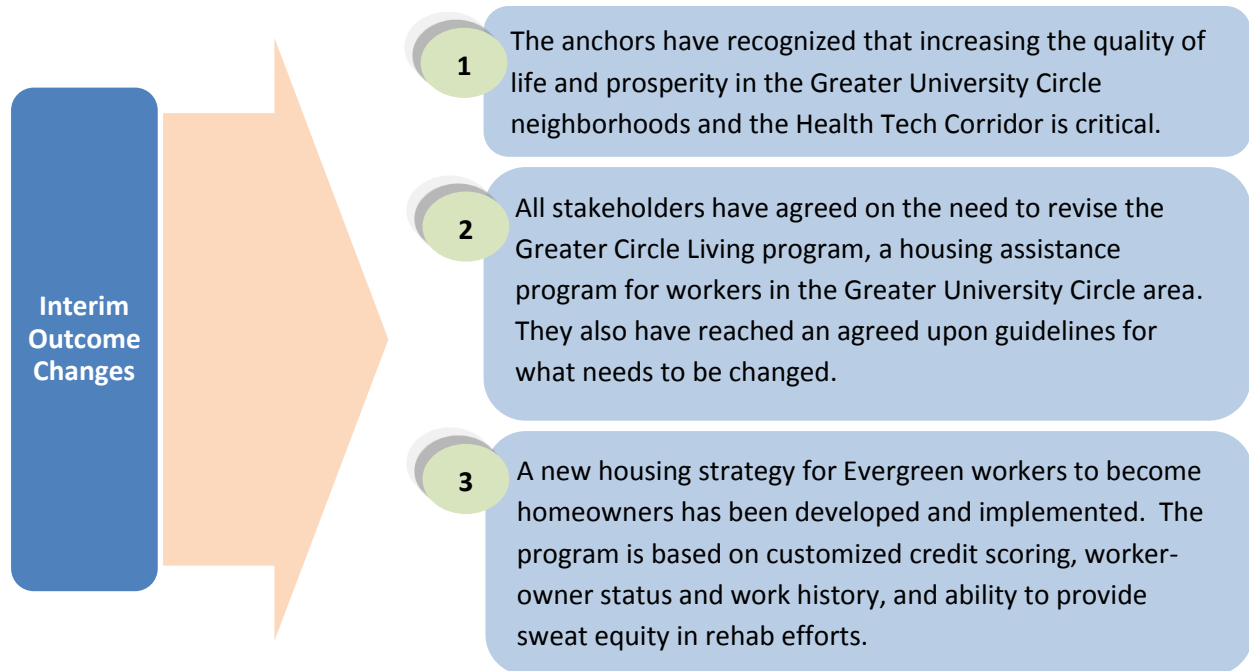 Interim
Outcome
Changes
1
The anchors have recognized that increasing the quality of
life and prosperity in the Greater University Circle
neighborhoods and the Health Tech Corridor is critical.
2
All stakeholders have agreed on the need to revise the
Greater Circle Living program, a housing assistance
program for workers in the Greater University Circle area.
They also have reached an agreed upon guidelines for
what needs to be changed.
3
A new housing strategy for Evergreen workers to become
homeowners has been developed and implemented.  The
program is based on customized credit scoring, worker-
owner status and work history, and ability to provide
sweat equity in rehab efforts.